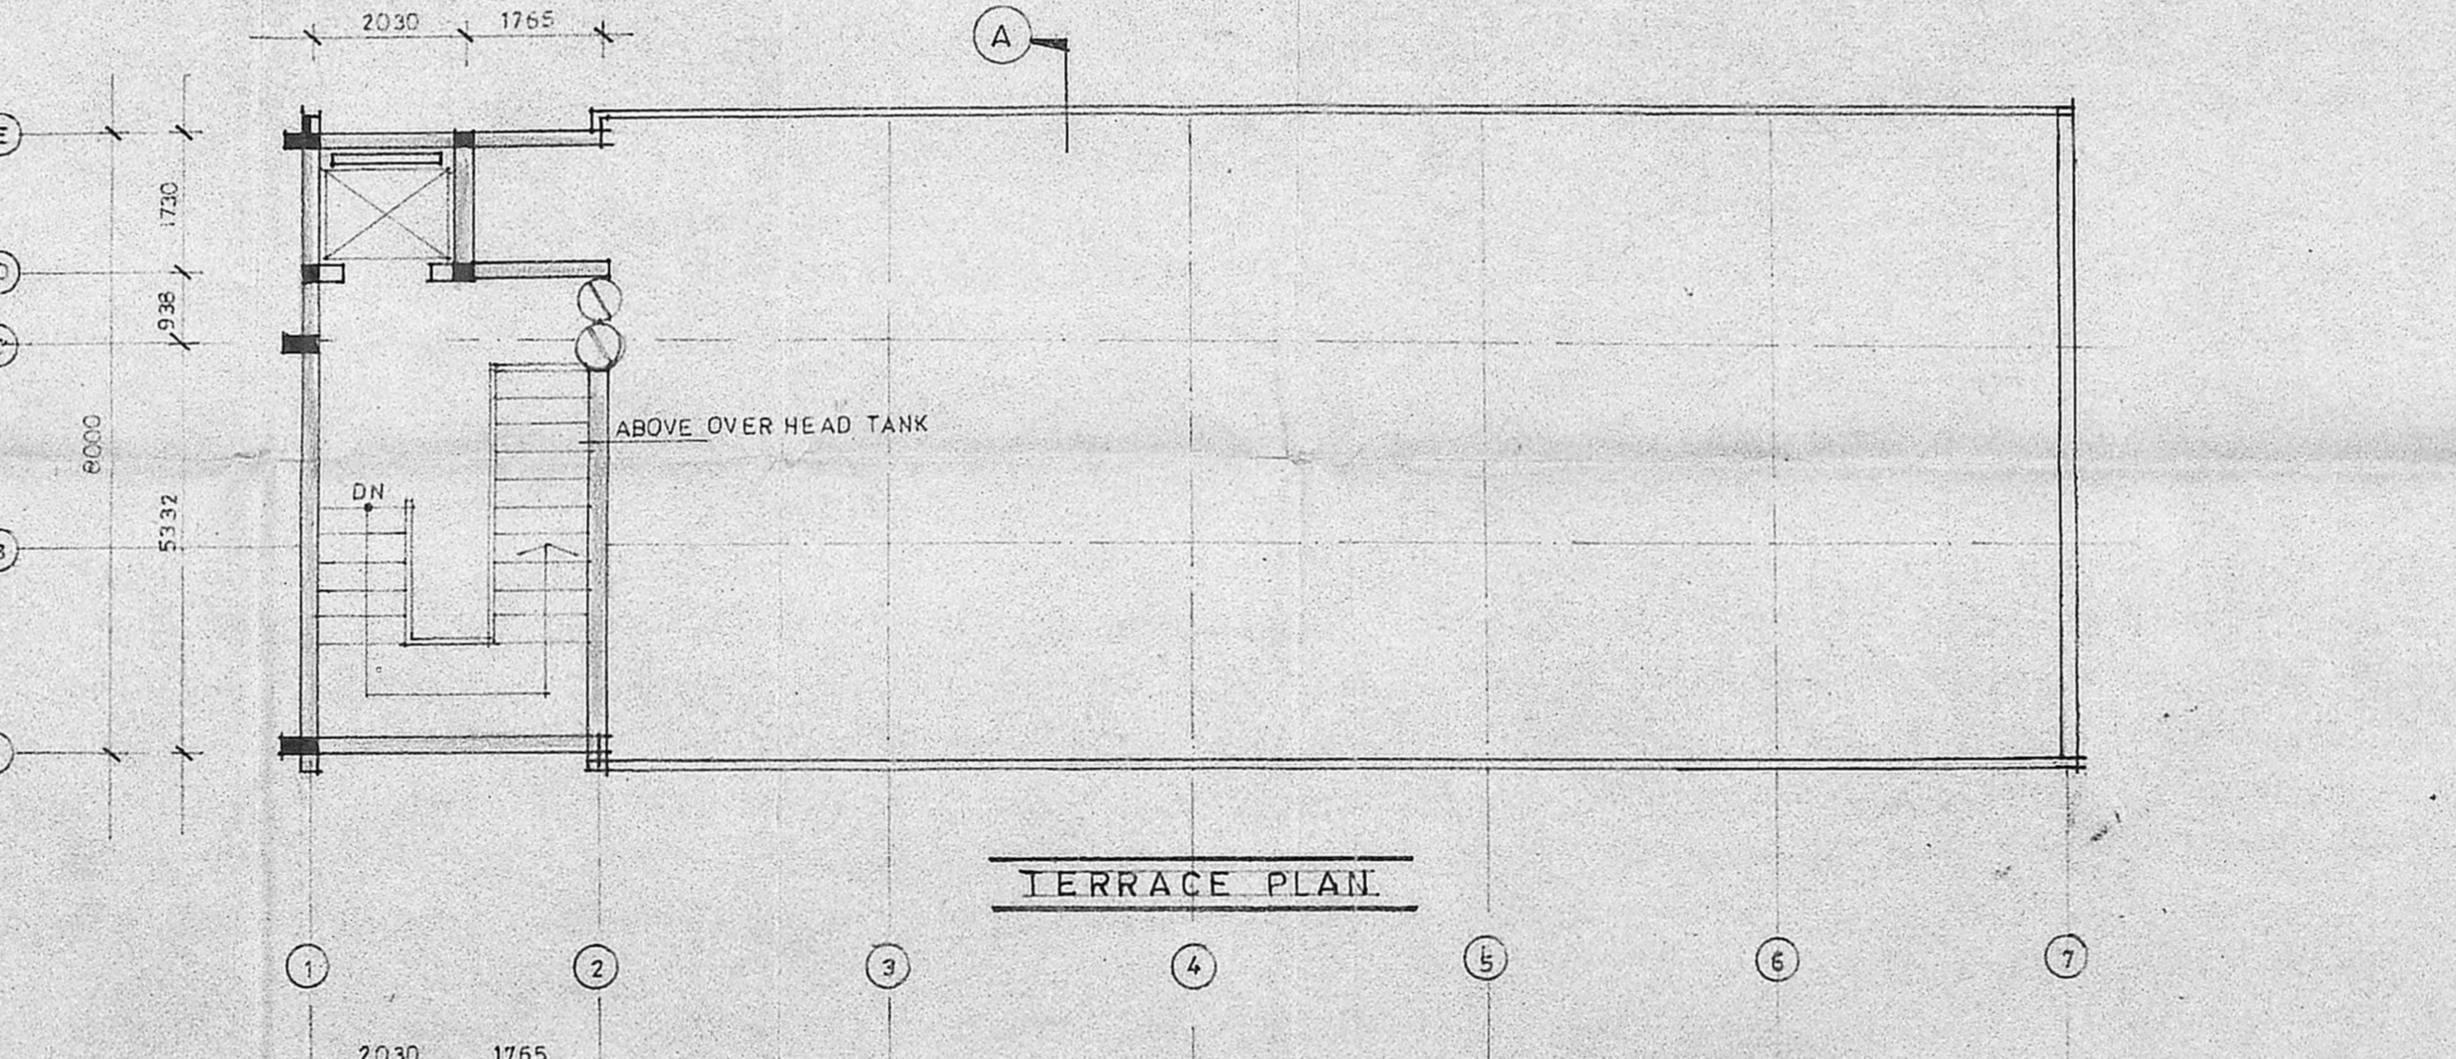 2030 1765
A
E
1730
D
938
8000
ABOVE OVER HEAD TANK
DN
5332
B
TERRACE PLAN
1 2 3 4 5 6 7
2030 1765